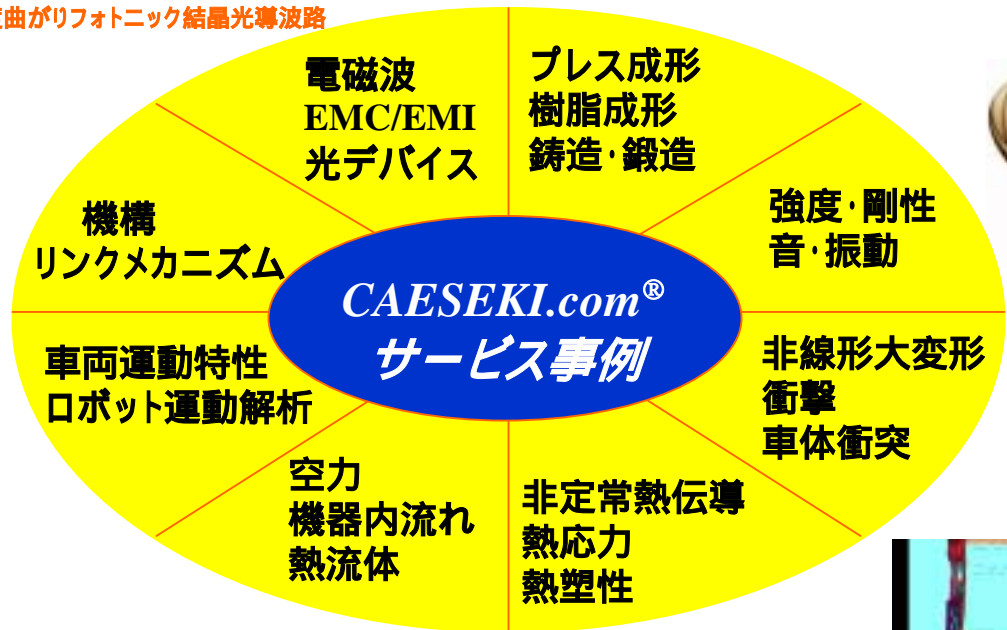 曲がりフォトニック結晶光導波路
電磁波
EMC/EMI
光デバイス
プレス成形
樹脂成形
鋳造・鍛造
機構
リンクメカニズム
強度・剛性
音・振動
CAESEKI.com®
サービス事例
車両運動特性
ロボット運動解析
非線形大変形
衝撃
車体衝突
空力
機器内流れ
熱流体
非定常熱伝導
熱応力
熱塑性